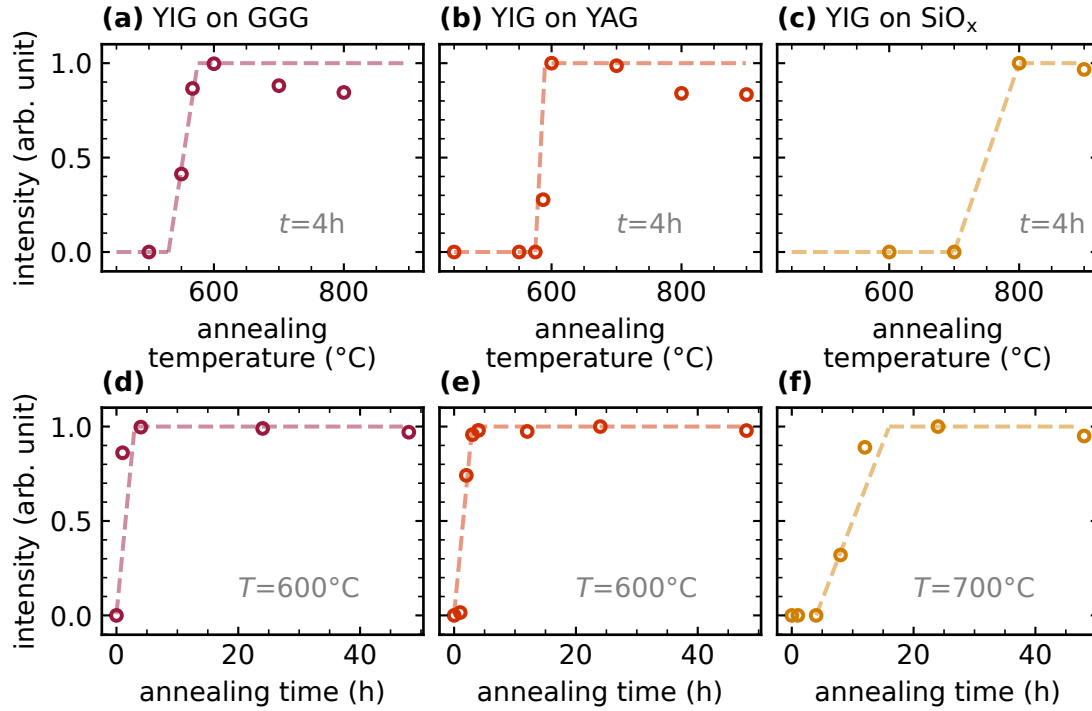 (a) YIG on GGG
(b) YIG on YAG
(c) YIG on SiOₓ
intensity (arb. unit)
1.0
0.5
0.0
t=4h
t=4h
t=4h
600 800
600 800
600 800
annealing
temperature (°C)
annealing
temperature (°C)
annealing
temperature (°C)
(d)
(e)
(f)
intensity (arb. unit)
1.0
0.5
0.0
T=600°C
T=600°C
T=700°C
0 20 40
0 20 40
0 20 40
annealing time (h)
annealing time (h)
annealing time (h)